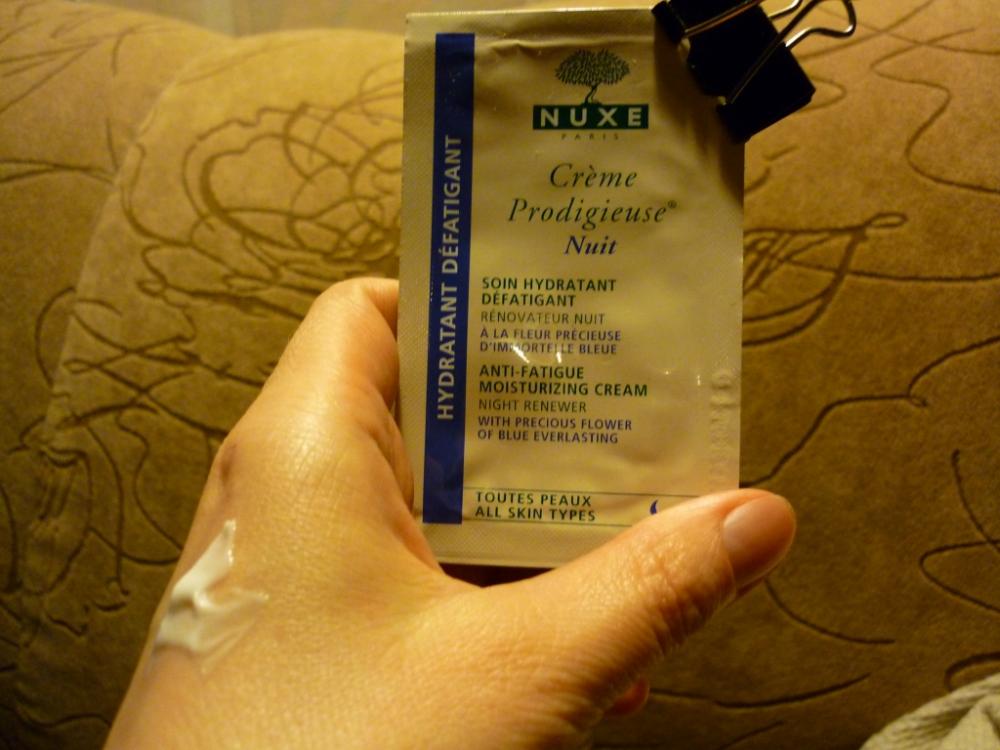 HYDRATANT DÉFATIGANT
NUXE
PARIS
Crème
Prodigieuse®
Nuit
SOIN HYDRATANT
DÉFATIGANT
RÉNOVATEUR NUIT
À LA FLEUR PRÉCIEUSE
D'IMMORTELLE BLEUE
ANTI-FATIGUE
MOISTURIZING CREAM
NIGHT RENEWER
WITH PRECIOUS FLOWER
OF BLUE EVERLASTING
TOUTES PEAUX
ALL SKIN TYPES